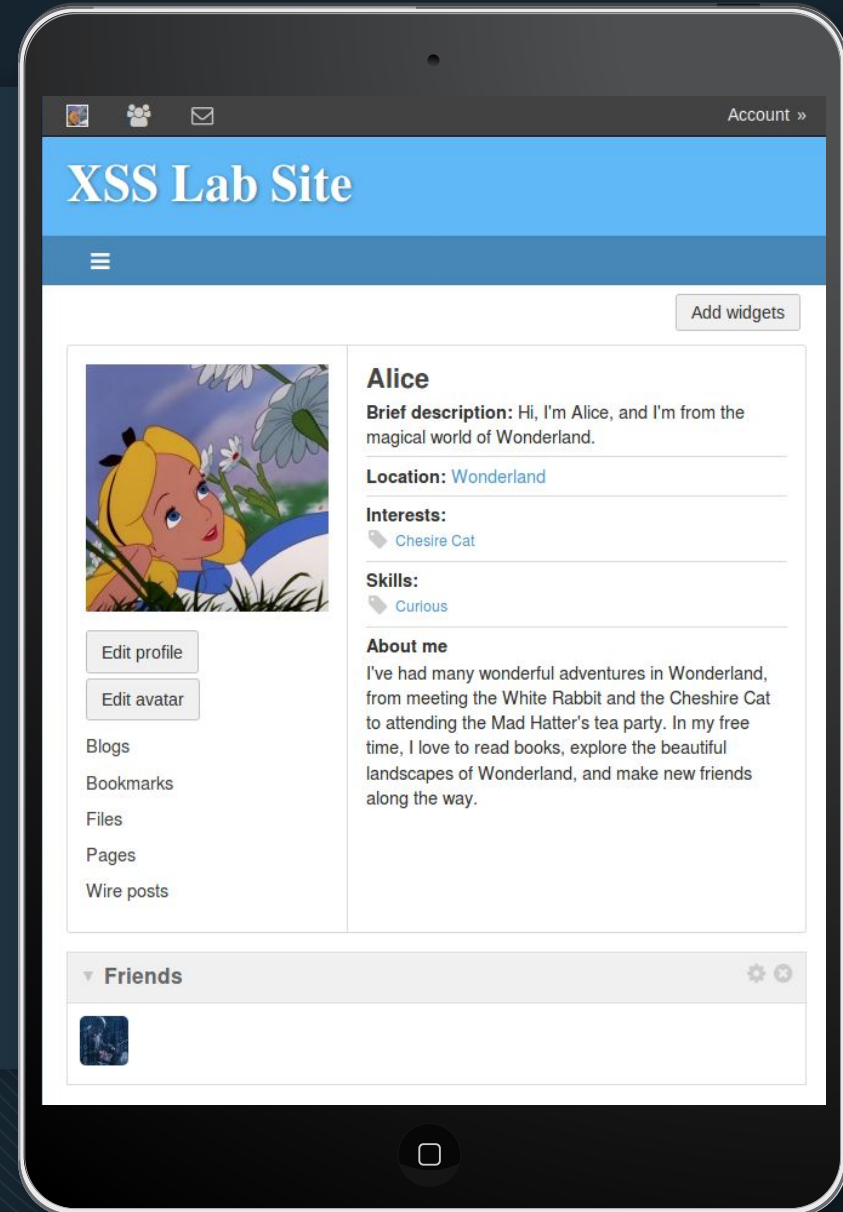 Account »
XSS Lab Site
Add widgets
Alice
Brief description: Hi, I'm Alice, and I'm from the
magical world of Wonderland.
Location: Wonderland
Interests:
Chesire Cat
Skills:
Curious
About me
I've had many wonderful adventures in Wonderland,
from meeting the White Rabbit and the Cheshire Cat
to attending the Mad Hatter's tea party. In my free
time, I love to read books, explore the beautiful
landscapes of Wonderland, and make new friends
along the way.
Edit profile
Edit avatar
Blogs
Bookmarks
Files
Pages
Wire posts
Friends